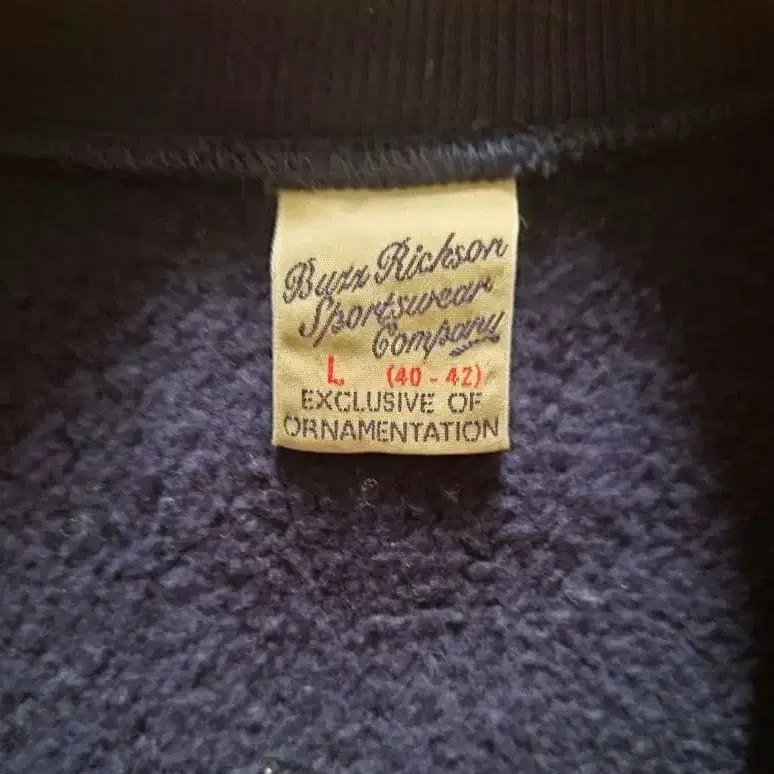 Buzz Rickson
Sportswear
Company
L (40 - 42)
EXCLUSIVE OF
ORNAMENTATION